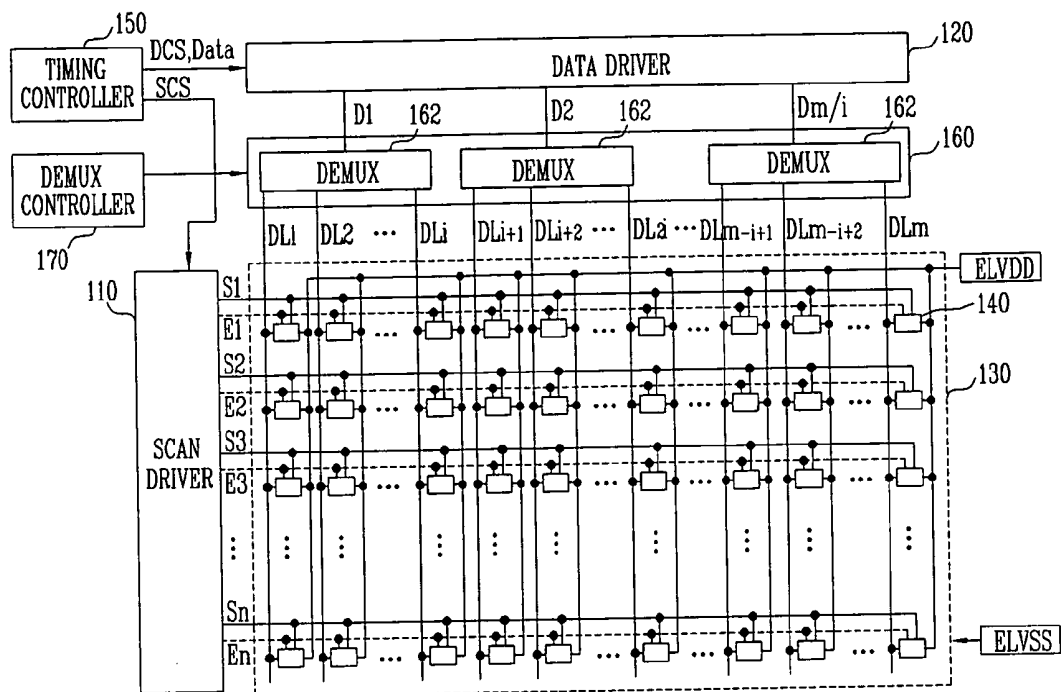 150
TIMING
CONTROLLER
DCS,Data
SCS
DATA DRIVER
120
D1
D2
Dm/i
162
162
162
160
DEMUX
DEMUX
DEMUX
DEMUX
CONTROLLER
170
DL1 DL2 ... DLi DLi+1 DLi+2 ... DL2i ... DLm-i+1 DLm-i+2 DLm
ELVDD
110
S1
E1
140
S2
E2
130
S3
E3
SCAN
DRIVER
Sn
En
ELVSS